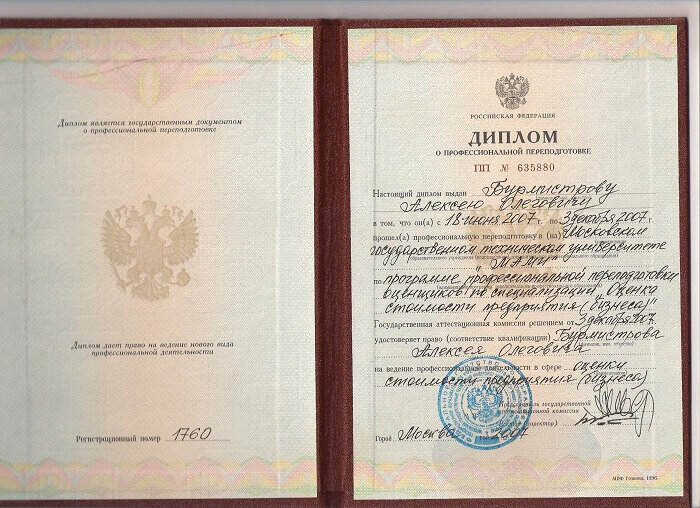 Диплом является государственным документом
о профессиональной переподготовке
Диплом дает право на ведение нового вида
профессиональной деятельности
Регистрационный номер 1760
РОССИЙСКАЯ ФЕДЕРАЦИЯ
ДИПЛОМ
О ПРОФЕССИОНАЛЬНОЙ ПЕРЕПОДГОТОВКЕ
ПП № 635880
Настоящий диплом выдан Бурмистрову
Алексею Олеговичу
в том, что он(а) с 18 июня 2007 г. по 3 декабря 2007 г.
прошел(а) профессиональную переподготовку в (на) Московском
государственном техническом университете
"МАМИ"
по программе профессиональной переподготовки
оценщиков по специализации „Оценка
стоимости предприятия (бизнеса)"
Государственная аттестационная комиссия решением от 3 декабря 2007
удостоверяет право (соответствие квалификации) Бурмистрова
Алексея Олеговича
на ведение профессиональной деятельности в сфере оценки
стоимости предприятия (бизнеса)
Председатель государственной
аттестационной комиссии
Город Москва 2007